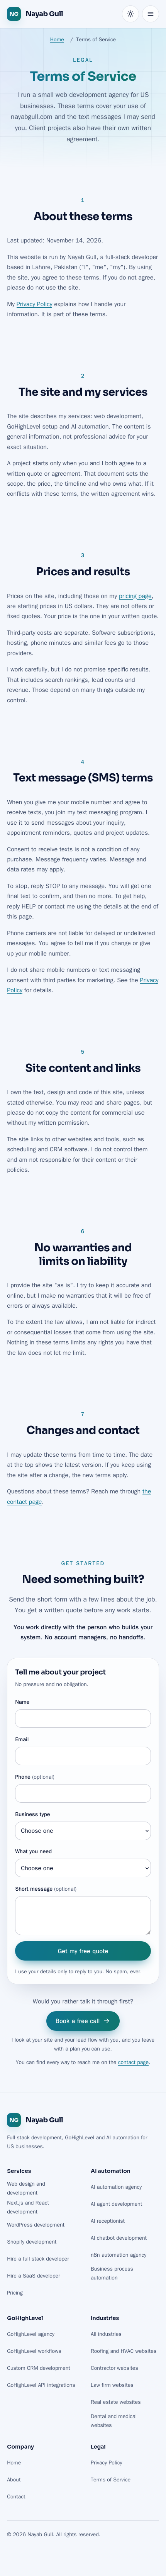 NG Nayab Gull
Home / Terms of Service
LEGAL
Terms of Service
I run a small web development agency for US
businesses. These terms cover your use of
nayabgull.com and the text messages I may send
you. Client projects also have their own written
agreement.
1
About these terms
Last updated: November 14, 2026.
This website is run by Nayab Gull, a full-stack developer
based in Lahore, Pakistan ("I", "me", "my"). By using
the site, you agree to these terms. If you do not agree,
please do not use the site.
My Privacy Policy explains how I handle your
information. It is part of these terms.
2
The site and my services
The site describes my services: web development,
GoHighLevel setup and AI automation. The content is
general information, not professional advice for your
exact situation.
A project starts only when you and I both agree to a
written quote or agreement. That document sets the
scope, the price, the timeline and who owns what. If it
conflicts with these terms, the written agreement wins.
3
Prices and results
Prices on the site, including those on my pricing page,
are starting prices in US dollars. They are not offers or
fixed quotes. Your price is the one in your written quote.
Third-party costs are separate. Software subscriptions,
hosting, phone minutes and similar fees go to those
providers.
I work carefully, but I do not promise specific results.
That includes search rankings, lead counts and
revenue. Those depend on many things outside my
control.
4
Text message (SMS) terms
When you give me your mobile number and agree to
receive texts, you join my text messaging program. I
use it to send messages about your inquiry,
appointment reminders, quotes and project updates.
Consent to receive texts is not a condition of any
purchase. Message frequency varies. Message and
data rates may apply.
To stop, reply STOP to any message. You will get one
final text to confirm, and then no more. To get help,
reply HELP or contact me using the details at the end of
this page.
Phone carriers are not liable for delayed or undelivered
messages. You agree to tell me if you change or give
up your mobile number.
I do not share mobile numbers or text messaging
consent with third parties for marketing. See the Privacy
Policy for details.
5
Site content and links
I own the text, design and code of this site, unless
stated otherwise. You may read and share pages, but
please do not copy the content for commercial use
without my written permission.
The site links to other websites and tools, such as
scheduling and CRM software. I do not control them
and am not responsible for their content or their
policies.
6
No warranties and
limits on liability
I provide the site "as is". I try to keep it accurate and
online, but I make no warranties that it will be free of
errors or always available.
To the extent the law allows, I am not liable for indirect
or consequential losses that come from using the site.
Nothing in these terms limits any rights you have that
the law does not let me limit.
7
Changes and contact
I may update these terms from time to time. The date
at the top shows the latest version. If you keep using
the site after a change, the new terms apply.
Questions about these terms? Reach me through the
contact page.
GET STARTED
Need something built?
Send the short form with a few lines about the job.
You get a written quote before any work starts.
You work directly with the person who builds your
system. No account managers, no handoffs.
Tell me about your project
No pressure and no obligation.
Name
Email
Phone (optional)
Business type
Choose one
What you need
Choose one
Short message (optional)
Get my free quote
I use your details only to reply to you. No spam, ever.
Would you rather talk it through first?
Book a free call →
I look at your site and your lead flow with you, and you leave
with a plan you can use.
You can find every way to reach me on the contact page.
NG Nayab Gull
Full-stack development, GoHighLevel and AI automation for
US businesses.
Services
Web design and
development
Next.js and React
development
WordPress development
Shopify development
Hire a full stack developer
Hire a SaaS developer
Pricing
AI automation
AI automation agency
AI agent development
AI receptionist
AI chatbot development
n8n automation agency
Business process
automation
GoHighLevel
GoHighLevel agency
GoHighLevel workflows
Custom CRM development
GoHighLevel API integrations
Industries
All industries
Roofing and HVAC websites
Contractor websites
Law firm websites
Real estate websites
Dental and medical
websites
Company
Home
About
Contact
Legal
Privacy Policy
Terms of Service
© 2026 Nayab Gull. All rights reserved.